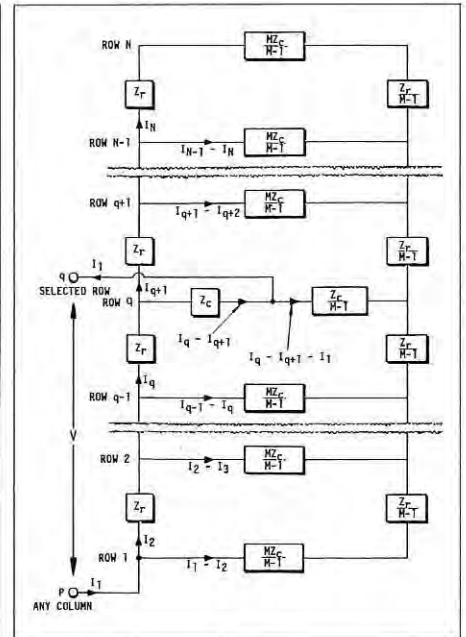 ROW N
MZc
M-1
Zr
Zr
M-1
IN
ROW N-1
IN-1 - IN
MZc
M-1
ROW q+1
Iq+1 - Iq+2
MZc
M-1
Zr
Zr
M-1
q
I1
SELECTED ROW
Iq+1
ROW q
Zc
Zc
M-1
Iq - Iq+1
Iq - Iq+1 - I1
Zr
Zr
M-1
Iq
ROW q-1
Iq-1 - Iq
MZc
M-1
V
ROW 2
I2 - I3
MZc
M-1
Zr
Zr
M-1
I2
ROW 1
I1 - I2
MZc
M-1
P
I1
ANY COLUMN